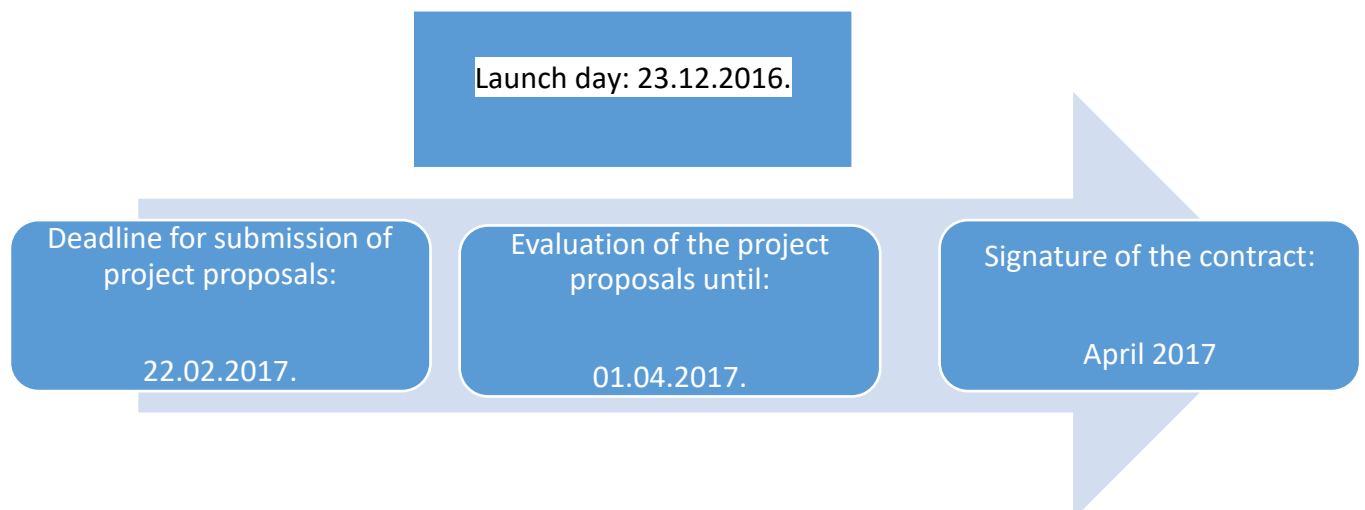 Launch day: 23.12.2016.
Deadline for submission of
project proposals:
22.02.2017.
Evaluation of the project
proposals until:
01.04.2017.
Signature of the contract:
April 2017